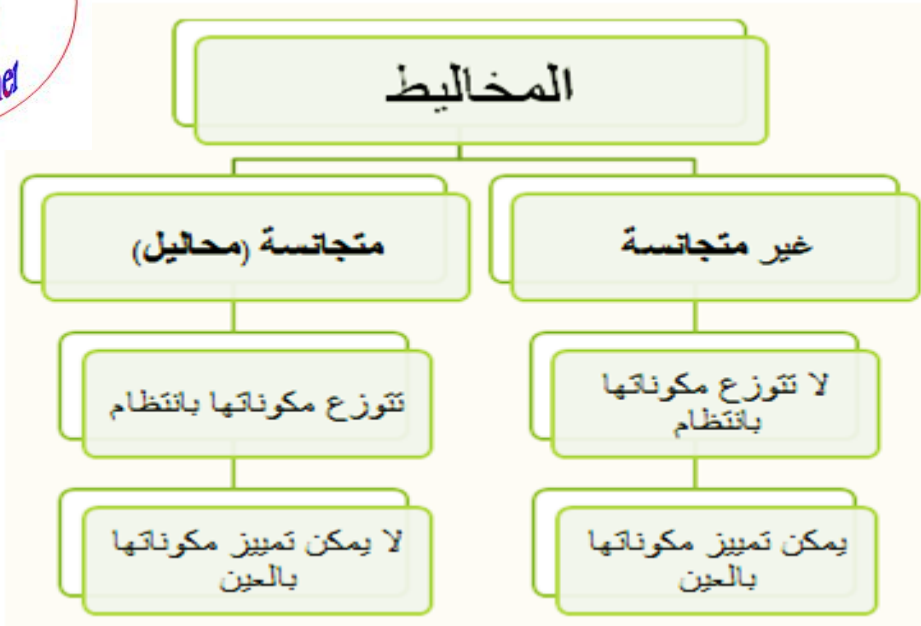 المخاليط
غير متجانسة
متجانسة (محاليل)
لا تتوزع مكوناتها
بانتظام
تتوزع مكوناتها بانتظام
يمكن تمييز مكوناتها
بالعين
لا يمكن تمييز مكوناتها
بالعين